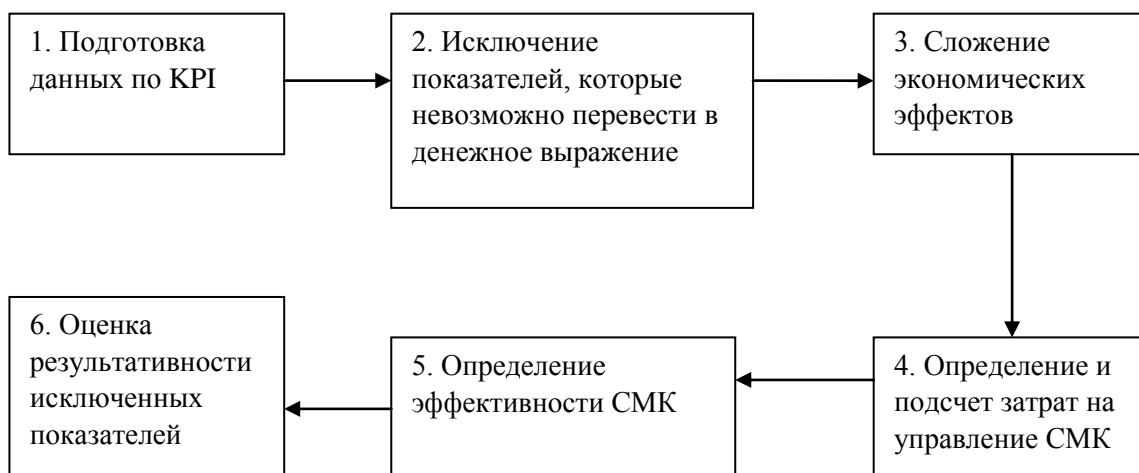 1. Подготовка
данных по KPI
2. Исключение
показателей, которые
невозможно перевести в
денежное выражение
3. Сложение
экономических
эффектов
4. Определение и
подсчет затрат на
управление СМК
5. Определение
эффективности СМК
6. Оценка
результативности
исключенных
показателей